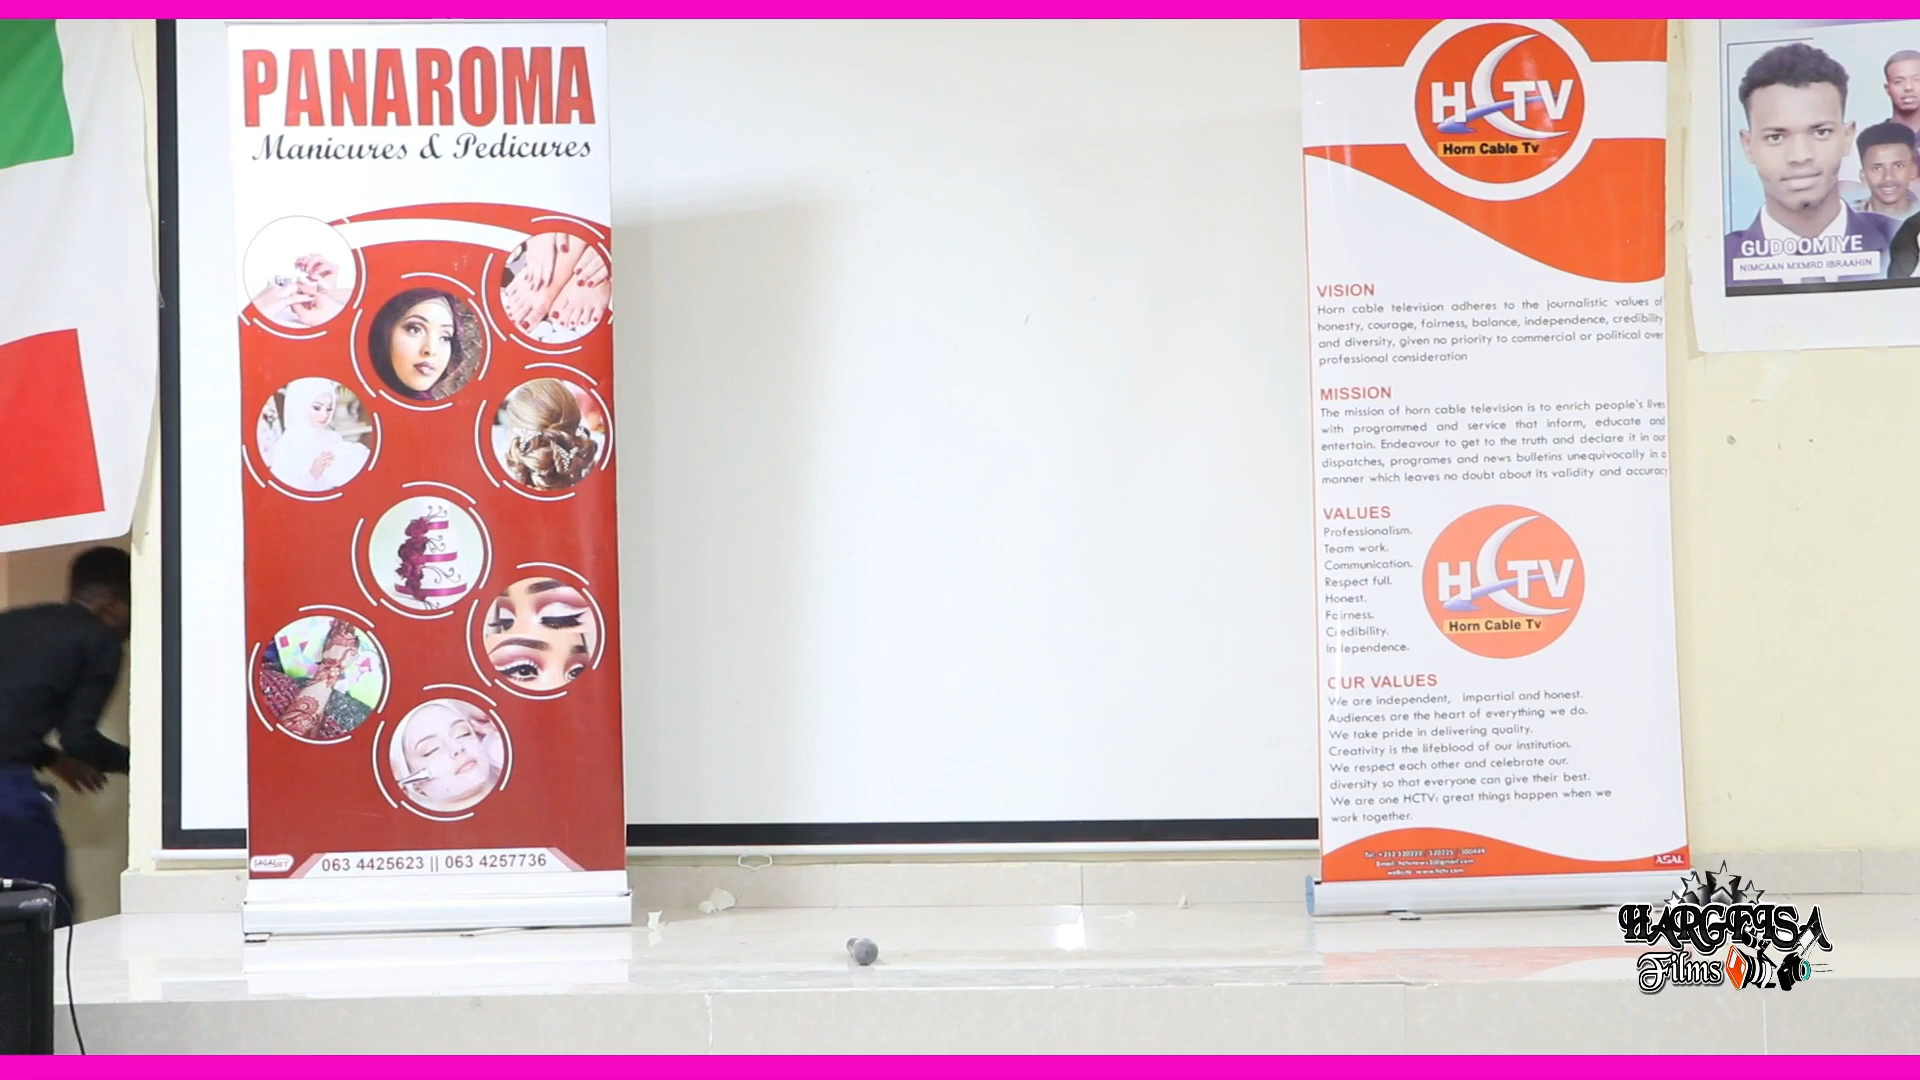 PANAROMA
Manicures & Pedicures
SAGAL
063 4425623 || 063 4257736
HCTV
Horn Cable Tv
VISION
Horn cable television adheres to the journalistic values of
honesty, courage, fairness, balance, independence, credibility
and diversity, given no priority to commercial or political over
professional consideration
MISSION
The mission of horn cable television is to enrich people's lives
with programmed and service that inform, educate and
entertain. Endeavour to get to the truth and declare it in our
dispatches, programes and news bulletins unequivocally in a
manner which leaves no doubt about its validity and accuracy
VALUES
Professionalism.
Team work.
Communication.
Respect full.
Honest.
Fairness.
Credibility.
Independence.
HCTV
Horn Cable Tv
OUR VALUES
We are independent, impartial and honest.
Audiences are the heart of everything we do.
We take pride in delivering quality.
Creativity is the lifeblood of our institution.
We respect each other and celebrate our.
diversity so that everyone can give their best.
We are one HCTV: great things happen when we
work together.
ASAL
GUDOOMIYE
NIMCAAN MXMRD IBRAAHIN
HARGEISA
Films